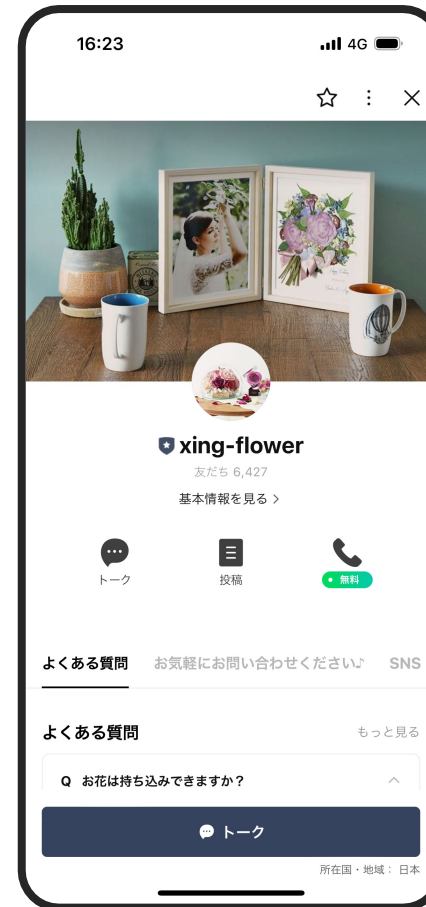 16:23
4G
xing-flower
友だち 6,427
基本情報を見る
トーク
投稿
無料
よくある質問 お気軽にお問い合わせください♪ SNS
よくある質問
もっと見る
Q お花は持ち込みできますか？
トーク
所在国・地域： 日本